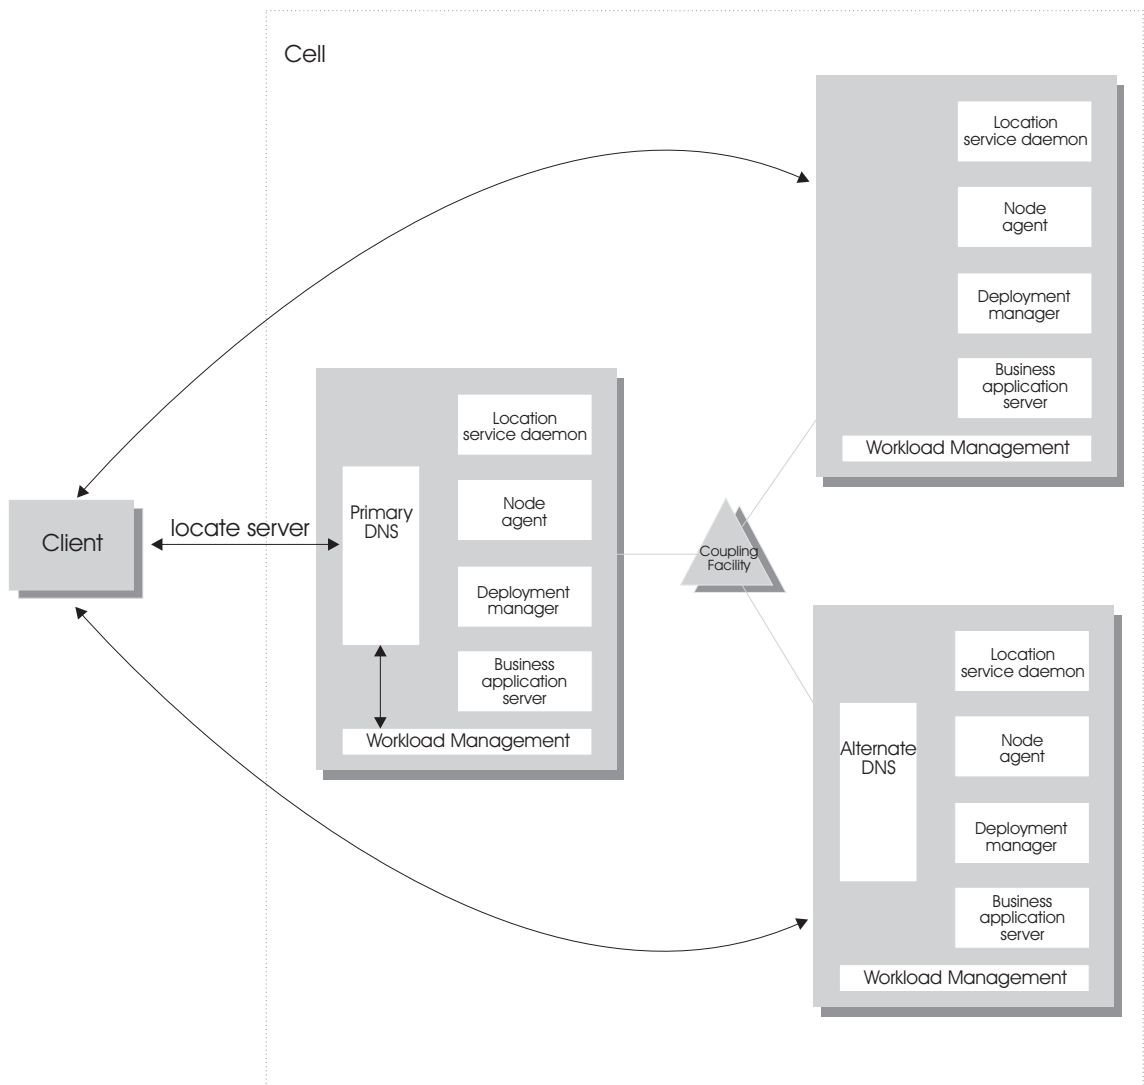 Cell
Location
service daemon
Node
agent
Deployment
manager
Business
application
server
Workload Management
Location
service daemon
Primary
DNS
Node
agent
Deployment
manager
Business
application
server
Workload Management
Client
locate server
Coupling
Facility
Location
service daemon
Alternate
DNS
Node
agent
Deployment
manager
Business
application
server
Workload Management